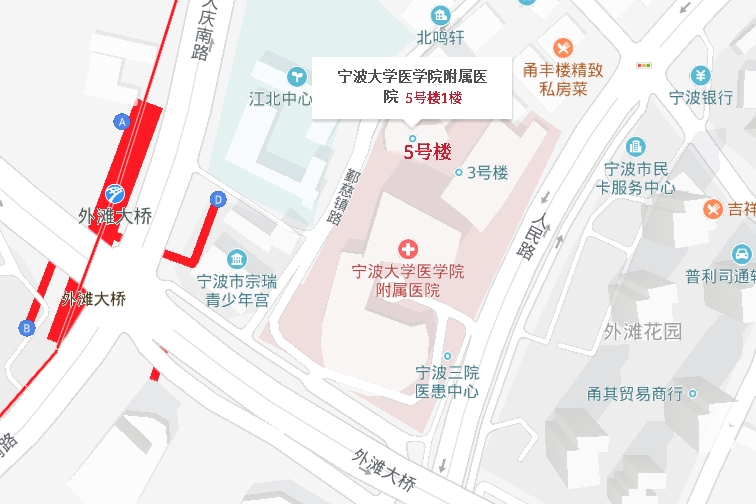 大庆南路
北鸣轩
甬丰楼精致
私房菜
宁波银行
宁波大学医学院附属医
院 5号楼1楼
江北中心
A
5号楼
3号楼
宁波市民
卡服务中心
鄞慈镇路
D
外滩大桥
人民路
吉祥
宁波市宗瑞
青少年宫
宁波大学医学院
附属医院
普利司通轮
外滩大桥
B
外滩花园
宁波三院
医患中心
甬其贸易商行
外滩大桥
路